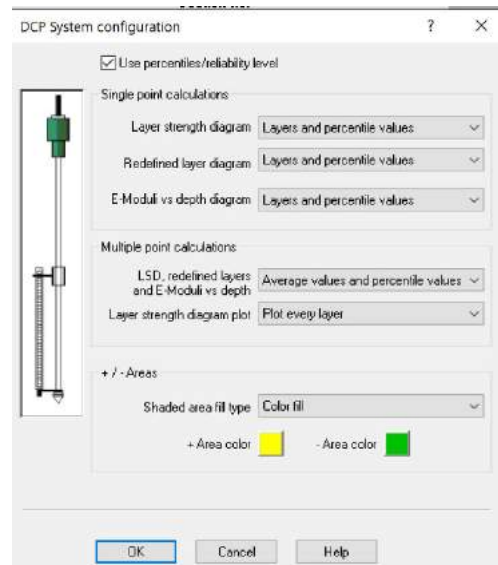 DCP System configuration ? ×
Use percentiles/reliability level
Single point calculations
Layer strength diagram Layers and percentile values
Redefined layer diagram Layers and percentile values
E-Moduli vs depth diagram Layers and percentile values
Multiple point calculations
LSD, redefined layers
and E-Moduli vs depth Average values and percentile values
Layer strength diagram plot Plot every layer
+ / - Areas
Shaded area fill type Color fill
+ Area color - Area color
OK Cancel Help